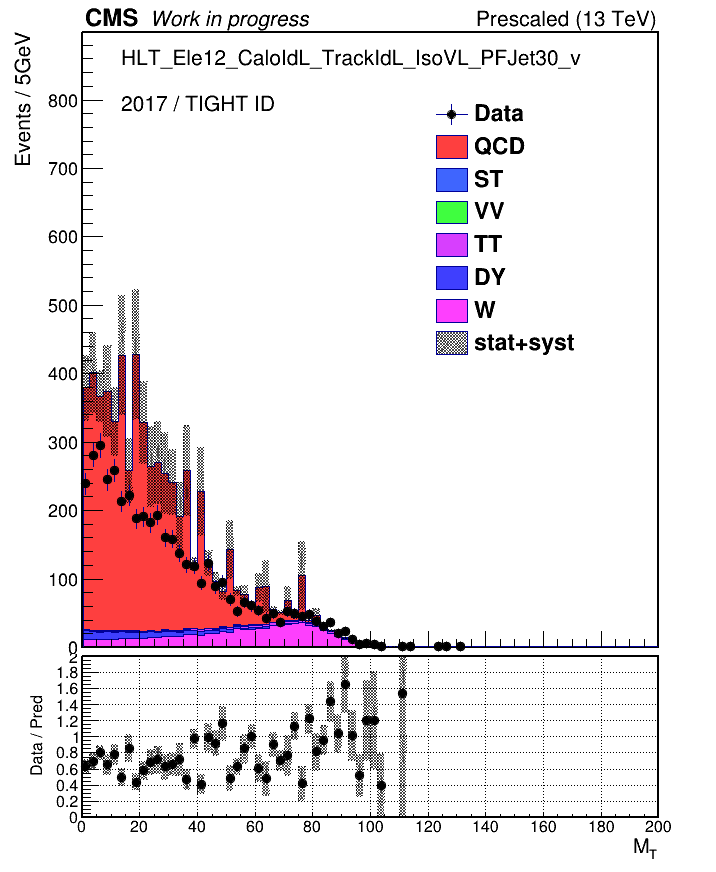 CMS Work in progress Prescaled (13 TeV)
Events / 5GeV
HLT_Ele12_CaloIdL_TrackIdL_IsoVL_PFJet30_v
2017 / TIGHT ID
Data
QCD
ST
VV
TT
DY
W
stat+syst
800
700
600
500
400
300
200
100
0
Data / Pred
2
1.8
1.6
1.4
1.2
1
0.8
0.6
0.4
0.2
0
0 20 40 60 80 100 120 140 160 180 200
M_T